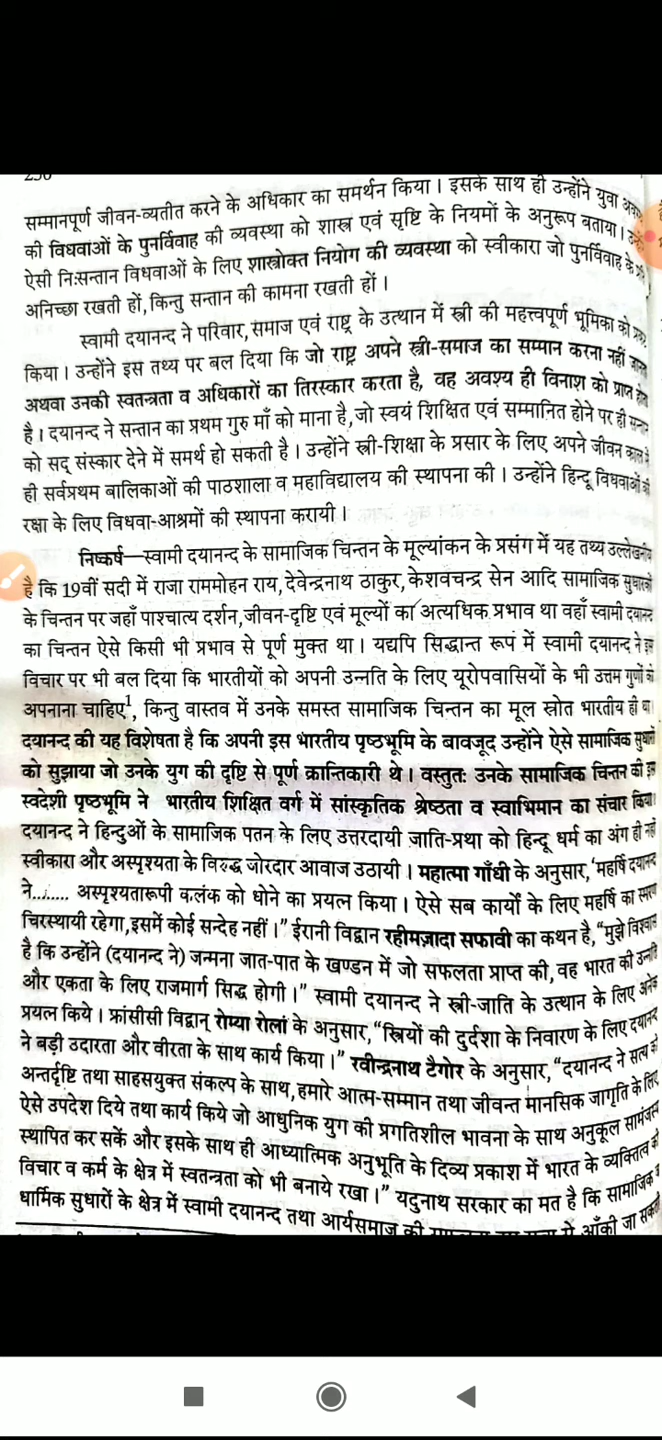 सम्मानपूर्ण जीवन-व्यतीत करने के अधिकार का समर्थन किया। इसके साथ ही उन्होंने युवा
की विधवाओं के पुनर्विवाह की व्यवस्था को शास्त्र एवं सृष्टि के नियमों के अनुरूप बताया।
ऐसी निःसन्तान विधवाओं के लिए शास्त्रोक्त नियोग की व्यवस्था को स्वीकारा जो पुनर्विवाह के
अनिच्छा रखती हों, किन्तु सन्तान की कामना रखती हों।
स्वामी दयानन्द ने परिवार, समाज एवं राष्ट्र के उत्थान में स्त्री की महत्त्वपूर्ण भूमिका को
किया। उन्होंने इस तथ्य पर बल दिया कि जो राष्ट्र अपने स्त्री-समाज का सम्मान करना नहीं
अथवा उनकी स्वतन्त्रता व अधिकारों का तिरस्कार करता है, वह अवश्य ही विनाश को प्राप्त
है। दयानन्द ने सन्तान का प्रथम गुरु माँ को माना है, जो स्वयं शिक्षित एवं सम्मानित होने पर ही
को सद् संस्कार देने में समर्थ हो सकती है। उन्होंने स्त्री-शिक्षा के प्रसार के लिए अपने जीवन काल में
ही सर्वप्रथम बालिकाओं की पाठशाला व महाविद्यालय की स्थापना की। उन्होंने हिन्दू विधवाओं की
रक्षा के लिए विधवा-आश्रमों की स्थापना करायी।
निष्कर्ष—स्वामी दयानन्द के सामाजिक चिन्तन के मूल्यांकन के प्रसंग में यह तथ्य उल्लेखनीय
है कि 19वीं सदी में राजा राममोहन राय, देवेन्द्रनाथ ठाकुर, केशवचन्द्र सेन आदि सामाजिक सुधारकों
के चिन्तन पर जहाँ पाश्चात्य दर्शन, जीवन-दृष्टि एवं मूल्यों का अत्यधिक प्रभाव था वहाँ स्वामी दयानन्द
का चिन्तन ऐसे किसी भी प्रभाव से पूर्ण मुक्त था। यद्यपि सिद्धान्त रूप में स्वामी दयानन्द ने इस
विचार पर भी बल दिया कि भारतीयों को अपनी उन्नति के लिए यूरोपवासियों के भी उत्तम गुणों को
अपनाना चाहिए¹, किन्तु वास्तव में उनके समस्त सामाजिक चिन्तन का मूल स्रोत भारतीय ही था।
दयानन्द की यह विशेषता है कि अपनी इस भारतीय पृष्ठभूमि के बावजूद उन्होंने ऐसे सामाजिक सुधारों
को सुझाया जो उनके युग की दृष्टि से पूर्ण क्रान्तिकारी थे। वस्तुतः उनके सामाजिक चिन्तन की इस
स्वदेशी पृष्ठभूमि ने भारतीय शिक्षित वर्ग में सांस्कृतिक श्रेष्ठता व स्वाभिमान का संचार किया।
दयानन्द ने हिन्दुओं के सामाजिक पतन के लिए उत्तरदायी जाति-प्रथा को हिन्दू धर्म का अंग ही नहीं
स्वीकारा और अस्पृश्यता के विरुद्ध जोरदार आवाज उठायी। महात्मा गाँधी के अनुसार, ‘महर्षि दयानन्द
ने........ अस्पृश्यतारूपी कलंक को धोने का प्रयत्न किया। ऐसे सब कार्यों के लिए महर्षि का स्मरण
चिरस्थायी रहेगा, इसमें कोई सन्देह नहीं।” ईरानी विद्वान रहीमज़ादा सफावी का कथन है, “मुझे विश्वास
है कि उन्होंने (दयानन्द ने) जन्मना जात-पात के खण्डन में जो सफलता प्राप्त की, वह भारत की उन्नति
और एकता के लिए राजमार्ग सिद्ध होगी।” स्वामी दयानन्द ने स्त्री-जाति के उत्थान के लिए अनेक
प्रयत्न किये। फ्रांसीसी विद्वान् रोम्या रोलां के अनुसार, “स्त्रियों की दुर्दशा के निवारण के लिए दयानन्द
ने बड़ी उदारता और वीरता के साथ कार्य किया।” रवीन्द्रनाथ टैगोर के अनुसार, “दयानन्द ने सत्य की
अन्तर्दृष्टि तथा साहसयुक्त संकल्प के साथ, हमारे आत्म-सम्मान तथा जीवन्त मानसिक जागृति के लिए
ऐसे उपदेश दिये तथा कार्य किये जो आधुनिक युग की प्रगतिशील भावना के साथ अनुकूल सामंजस्य
स्थापित कर सकें और इसके साथ ही आध्यात्मिक अनुभूति के दिव्य प्रकाश में भारत के व्यक्तित्व की
विचार व कर्म के क्षेत्र में स्वतन्त्रता को भी बनाये रखा।” यदुनाथ सरकार का मत है कि सामाजिक व
धार्मिक सुधारों के क्षेत्र में स्वामी दयानन्द तथा आर्यसमाज की में आँकी जा सकती